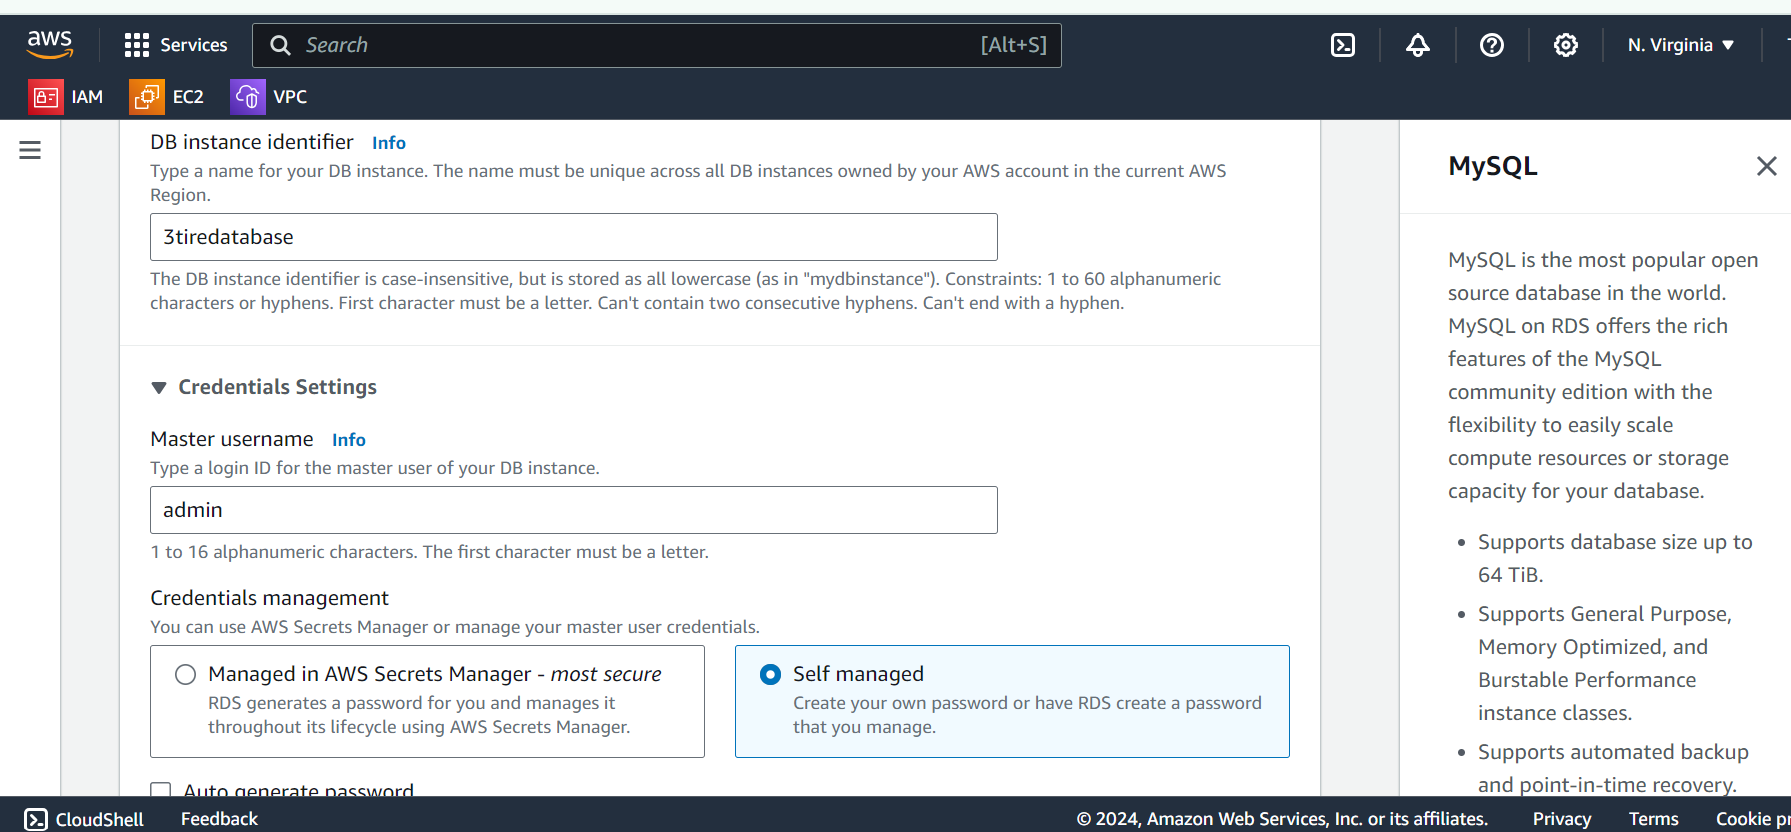 aws
Services
Search [Alt+S]
N. Virginia
IAM EC2 VPC
DB instance identifier Info
Type a name for your DB instance. The name must be unique across all DB instances owned by your AWS account in the current AWS
Region.
3tiredatabase
The DB instance identifier is case-insensitive, but is stored as all lowercase (as in "mydbinstance"). Constraints: 1 to 60 alphanumeric
characters or hyphens. First character must be a letter. Can't contain two consecutive hyphens. Can't end with a hyphen.
Credentials Settings
Master username Info
Type a login ID for the master user of your DB instance.
admin
1 to 16 alphanumeric characters. The first character must be a letter.
Credentials management
You can use AWS Secrets Manager or manage your master user credentials.
Managed in AWS Secrets Manager - most secure
RDS generates a password for you and manages it
throughout its lifecycle using AWS Secrets Manager.
Self managed
Create your own password or have RDS create a password
that you manage.
Auto generate password
MySQL
MySQL is the most popular open
source database in the world.
MySQL on RDS offers the rich
features of the MySQL
community edition with the
flexibility to easily scale
compute resources or storage
capacity for your database.
• Supports database size up to
64 TiB.
• Supports General Purpose,
Memory Optimized, and
Burstable Performance
instance classes.
• Supports automated backup
and point-in-time recovery.
CloudShell Feedback © 2024, Amazon Web Services, Inc. or its affiliates. Privacy Terms Cookie